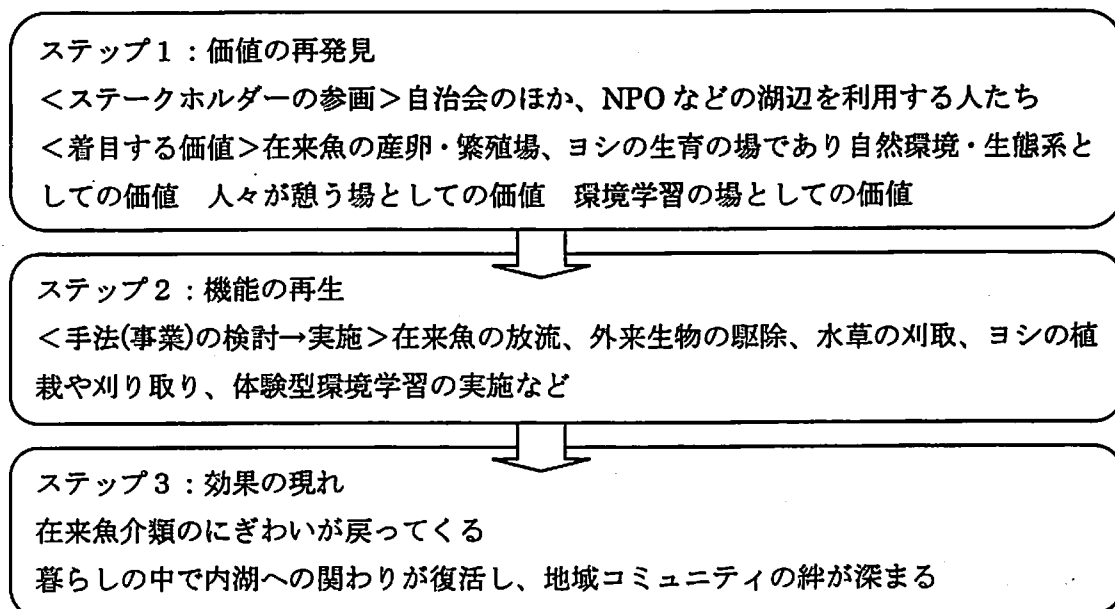 ステップ1:価値の再発見
<ステークホルダーの参画>自治会のほか、NPOなどの湖辺を利用する人たち
<着目する価値>在来魚の産卵・繁殖場、ヨシの生育の場であり自然環境・生態系と
しての価値 人々が憩う場としての価値 環境学習の場としての価値
ステップ2:機能の再生
<手法(事業)の検討→実施>在来魚の放流、外来生物の駆除、水草の刈取、ヨシの植
栽や刈り取り、体験型環境学習の実施など
ステップ3:効果の現れ
在来魚介類のにぎわいが戻ってくる
暮らしの中で内湖への関わりが復活し、地域コミュニティの絆が深まる